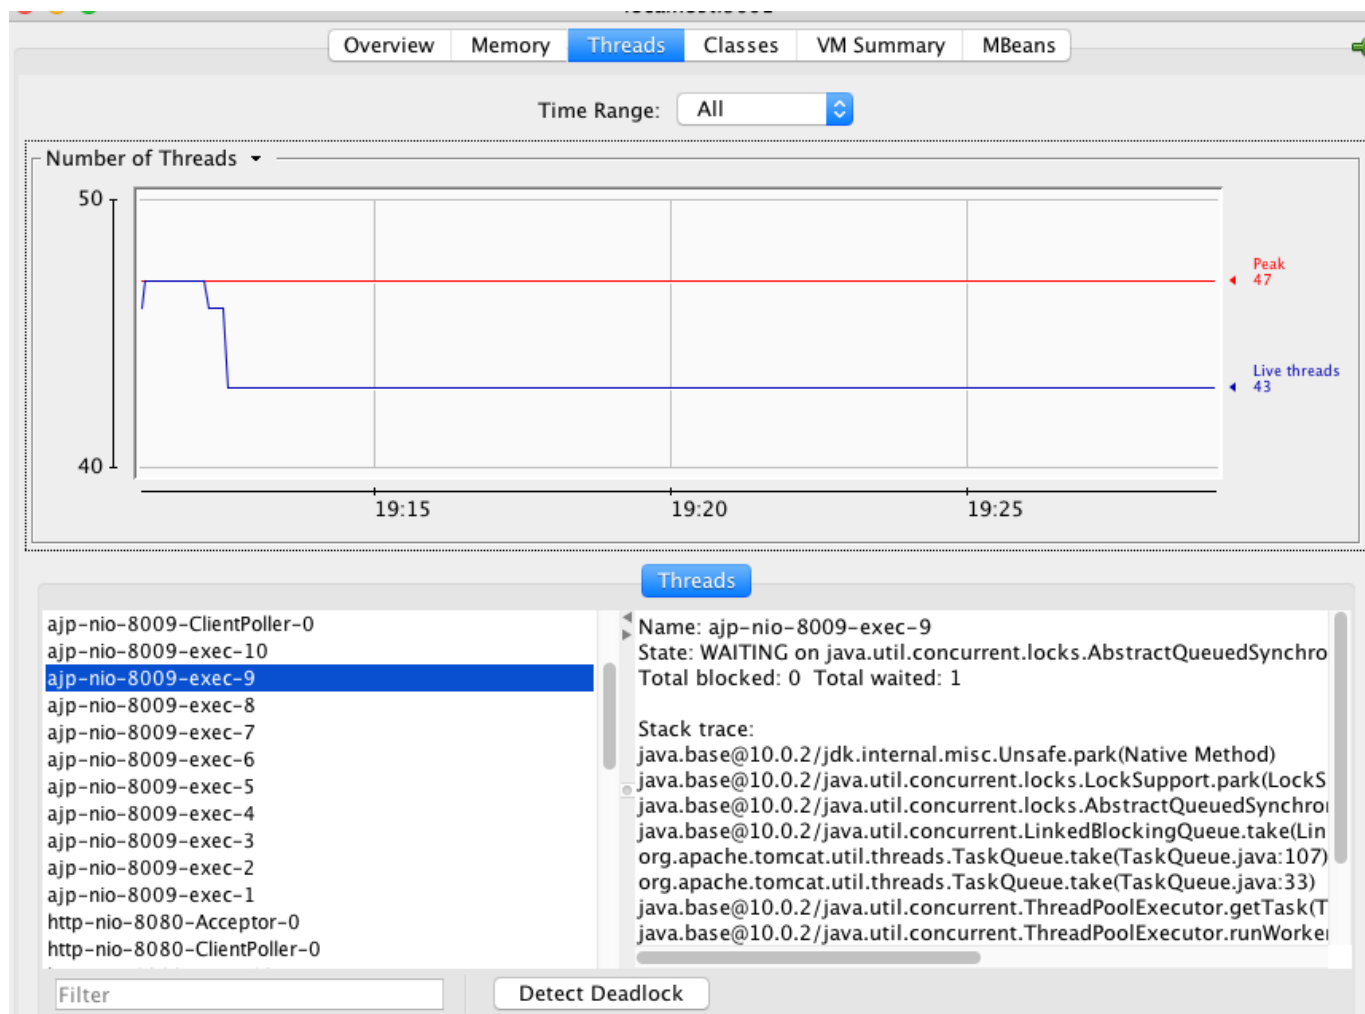 Overview Memory Threads Classes VM Summary MBeans
Time Range: All
Number of Threads
50
40
Peak
47
Live threads
43
19:15 19:20 19:25
Threads
ajp-nio-8009-ClientPoller-0
ajp-nio-8009-exec-10
ajp-nio-8009-exec-9
ajp-nio-8009-exec-8
ajp-nio-8009-exec-7
ajp-nio-8009-exec-6
ajp-nio-8009-exec-5
ajp-nio-8009-exec-4
ajp-nio-8009-exec-3
ajp-nio-8009-exec-2
ajp-nio-8009-exec-1
http-nio-8080-Acceptor-0
http-nio-8080-ClientPoller-0
Name: ajp-nio-8009-exec-9
State: WAITING on java.util.concurrent.locks.AbstractQueuedSynchro
Total blocked: 0 Total waited: 1
Stack trace:
java.base@10.0.2/jdk.internal.misc.Unsafe.park(Native Method)
java.base@10.0.2/java.util.concurrent.locks.LockSupport.park(LockS
java.base@10.0.2/java.util.concurrent.locks.AbstractQueuedSynchro
java.base@10.0.2/java.util.concurrent.LinkedBlockingQueue.take(Lin
org.apache.tomcat.util.threads.TaskQueue.take(TaskQueue.java:107)
org.apache.tomcat.util.threads.TaskQueue.take(TaskQueue.java:33)
java.base@10.0.2/java.util.concurrent.ThreadPoolExecutor.getTask(T
java.base@10.0.2/java.util.concurrent.ThreadPoolExecutor.runWorker
Filter
Detect Deadlock